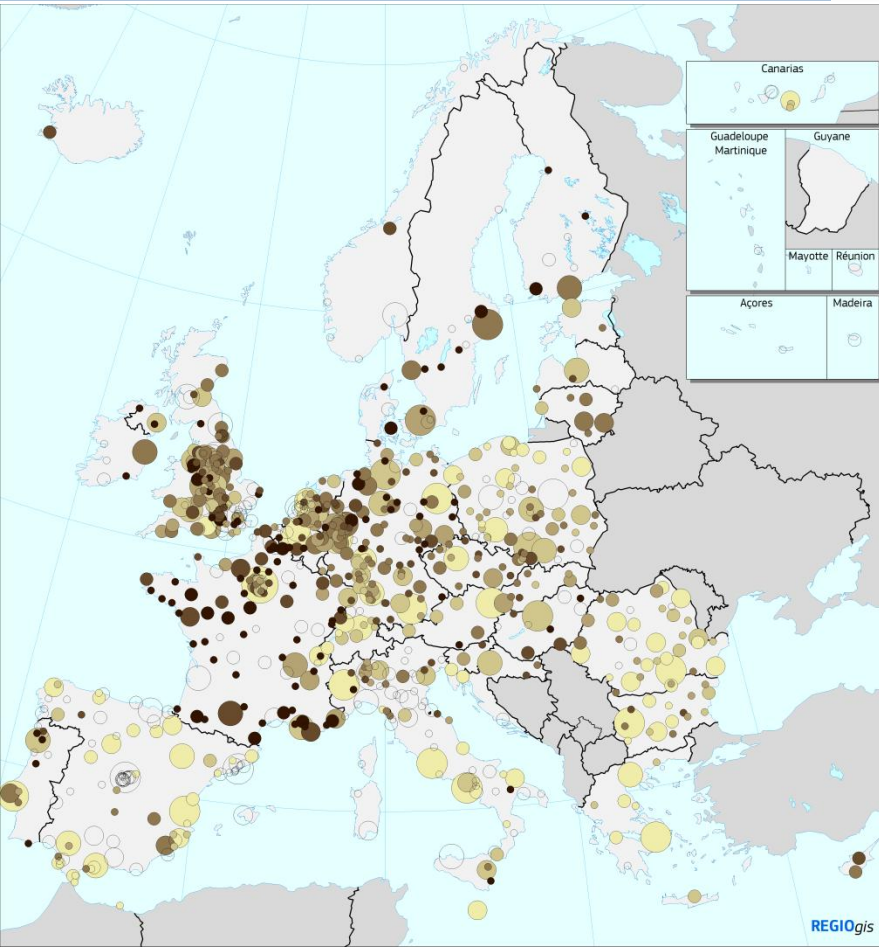 Canarias
Guadeloupe
Martinique
Guyane
Mayotte
Réunion
Açores
Madeira
REGIOgis